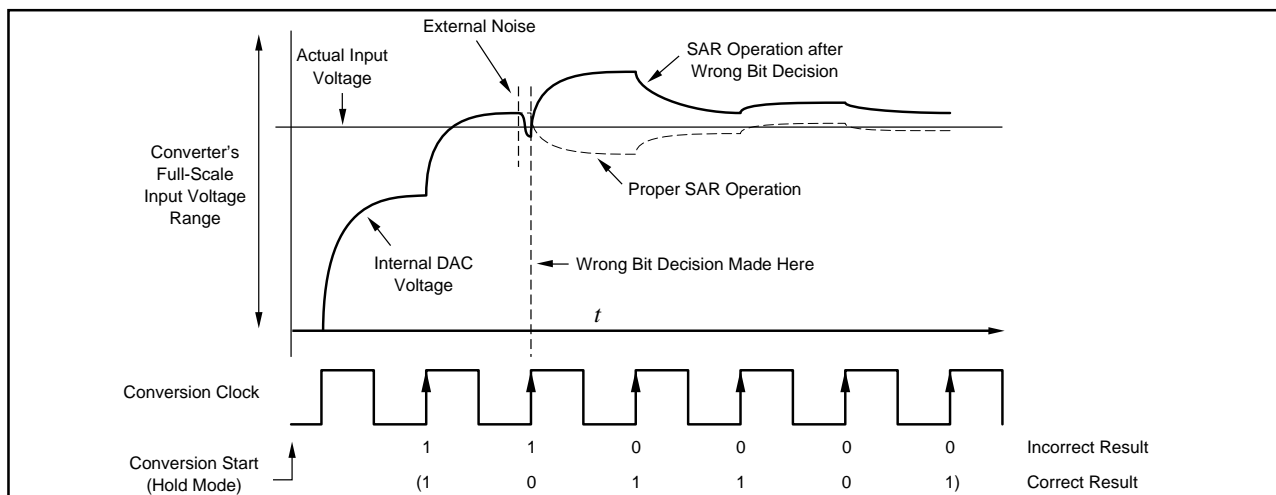 External Noise
Actual Input
Voltage
SAR Operation after
Wrong Bit Decision
Converter’s
Full-Scale
Input Voltage
Range
Proper SAR Operation
Internal DAC
Voltage
Wrong Bit Decision Made Here
t
Conversion Clock
1 1 0 0 0 0 Incorrect Result
Conversion Start
(Hold Mode)
(1 0 1 1 0 1) Correct Result